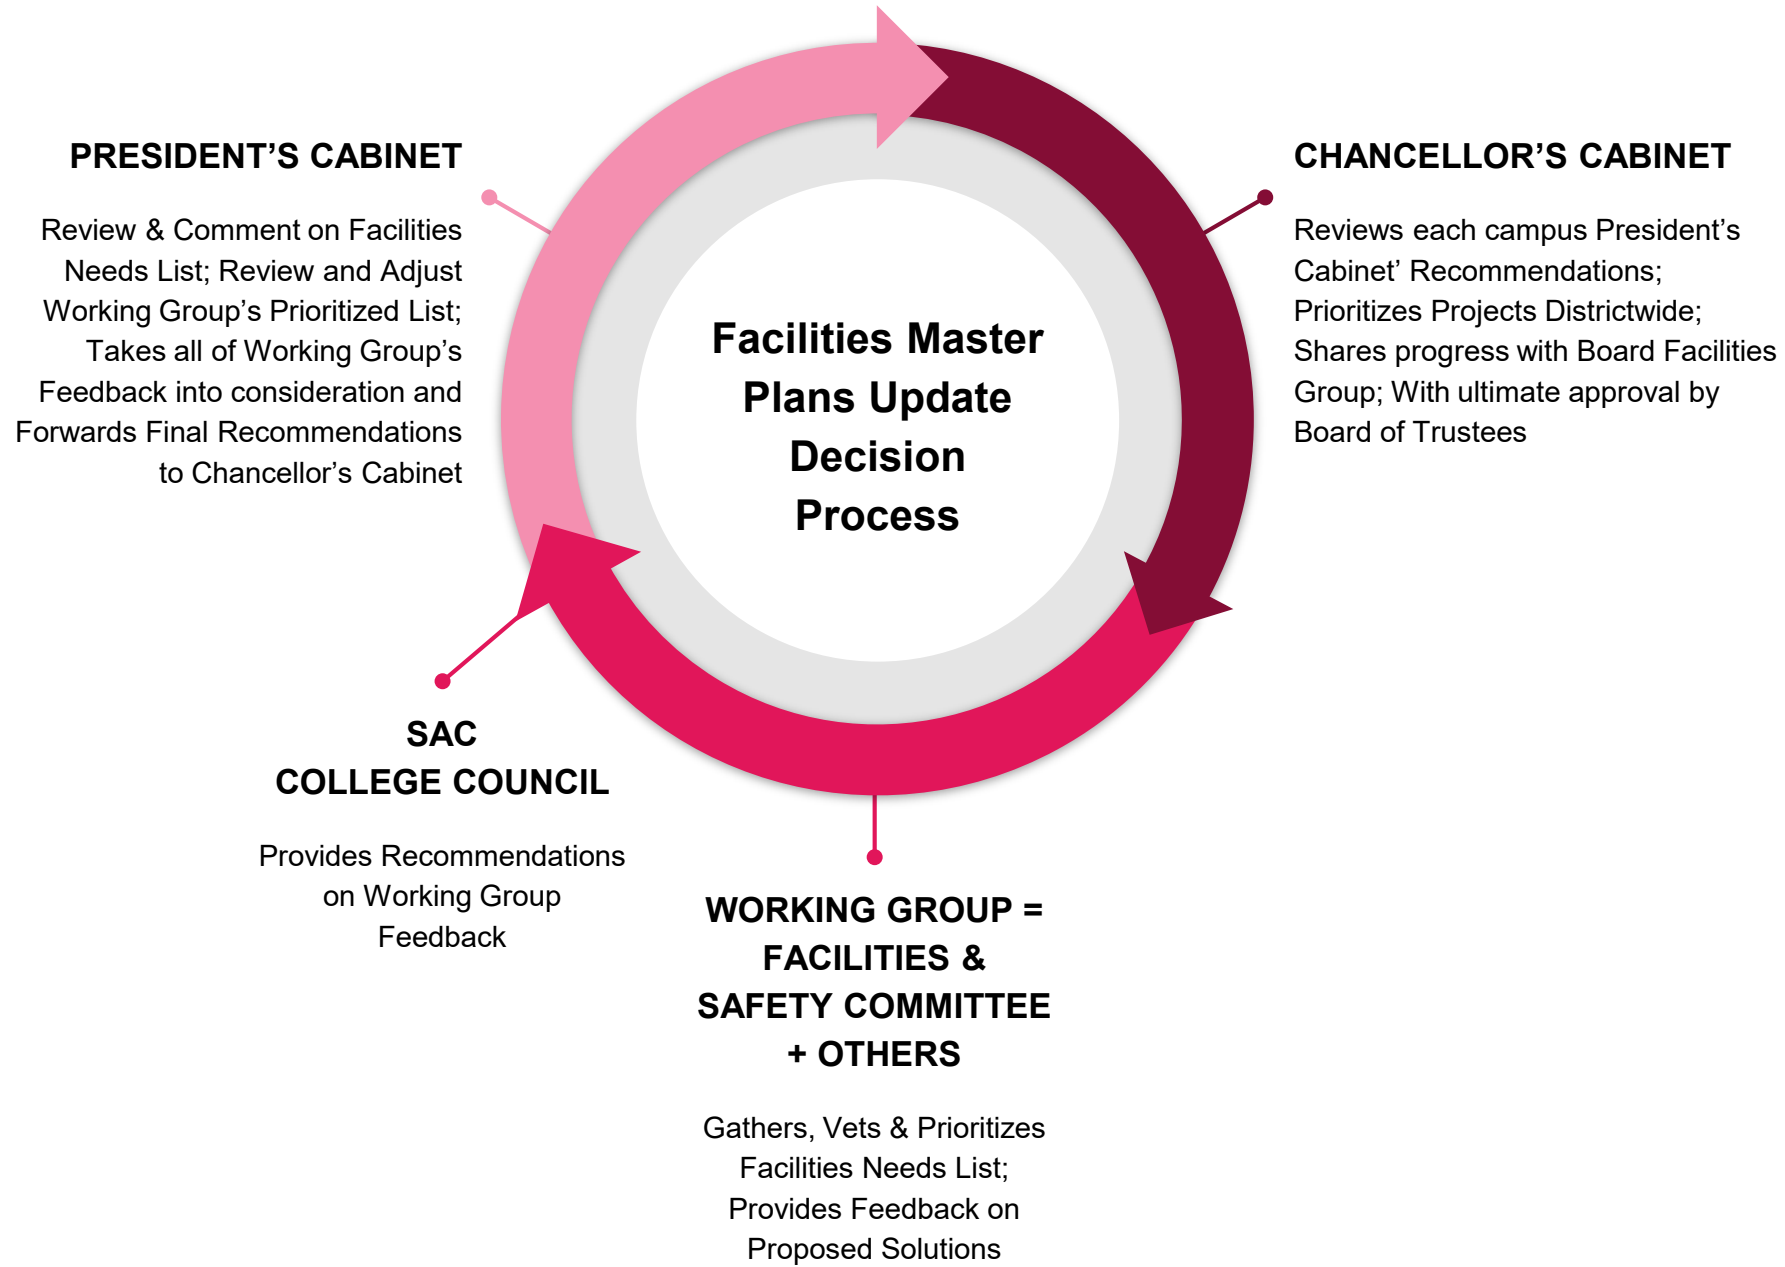 PRESIDENT’S CABINET
Review & Comment on Facilities
Needs List; Review and Adjust
Working Group’s Prioritized List;
Takes all of Working Group’s
Feedback into consideration and
Forwards Final Recommendations
to Chancellor’s Cabinet
Facilities Master
Plans Update
Decision
Process
CHANCELLOR’S CABINET
Reviews each campus President’s
Cabinet’ Recommendations;
Prioritizes Projects Districtwide;
Shares progress with Board Facilities
Group; With ultimate approval by
Board of Trustees
SAC
COLLEGE COUNCIL
Provides Recommendations
on Working Group
Feedback
WORKING GROUP =
FACILITIES &
SAFETY COMMITTEE
+ OTHERS
Gathers, Vets & Prioritizes
Facilities Needs List;
Provides Feedback on
Proposed Solutions